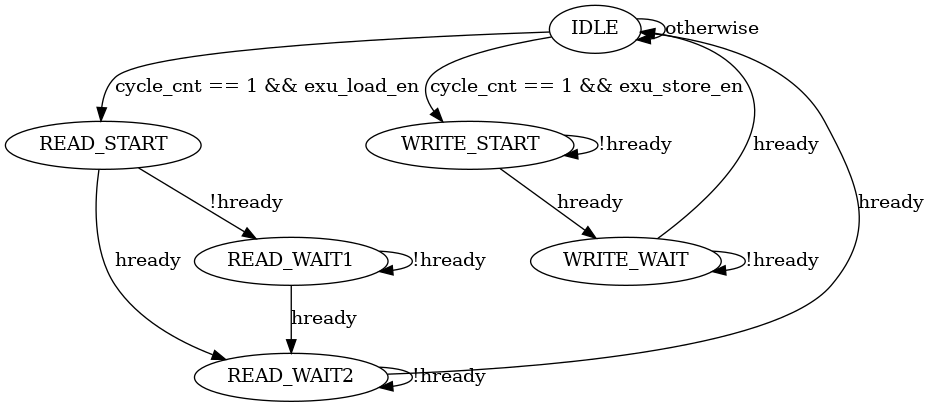 IDLE
otherwise
cycle_cnt == 1 && exu_load_en
cycle_cnt == 1 && exu_store_en
READ_START
WRITE_START
!hready
hready
!hready
hready
hready
hready
READ_WAIT1
!hready
WRITE_WAIT
!hready
hready
READ_WAIT2
!hready